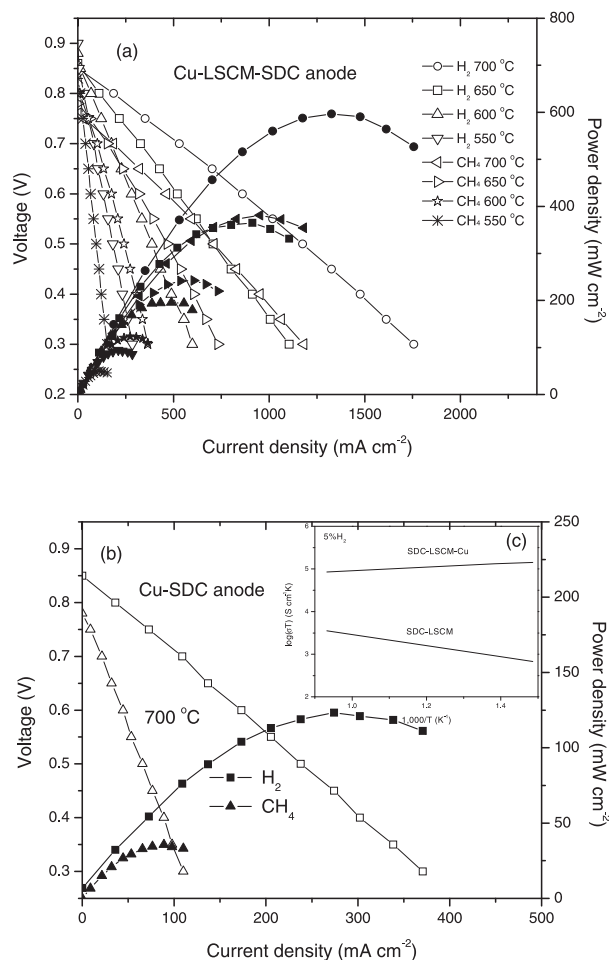 (a)
Cu-LSCM-SDC anode
H₂ 700 °C
H₂ 650 °C
H₂ 600 °C
H₂ 550 °C
CH₄ 700 °C
CH₄ 650 °C
CH₄ 600 °C
CH₄ 550 °C
0.9
0.8
0.7
0.6
0.5
0.4
0.3
0.2
Voltage (V)
800
600
400
200
0
Power density (mW cm⁻²)
0
500
1000
1500
2000
Current density (mA cm⁻²)
(b)
Cu-SDC anode
700 °C
H₂
CH₄
0.9
0.8
0.7
0.6
0.5
0.4
0.3
Voltage (V)
250
200
150
100
50
0
Power density (mW cm⁻²)
0
100
200
300
400
500
Current density (mA cm⁻²)
(c)
5%H₂
SDC-LSCM-Cu
SDC-LSCM
6
5
4
3
2
log(σT) (S cm⁻¹K)
1.0
1.2
1.4
1,000/T (K⁻¹)